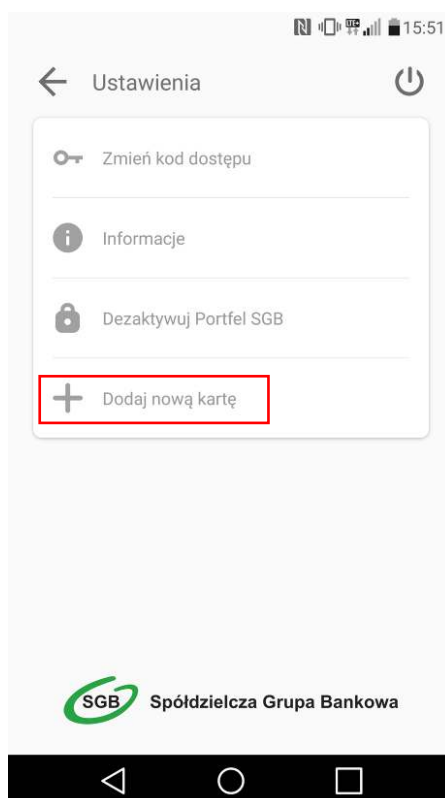 15:51
Ustawienia
Zmień kod dostępu
Informacje
Dezaktywuj Portfel SGB
Dodaj nową kartę
SGB Spółdzielcza Grupa Bankowa